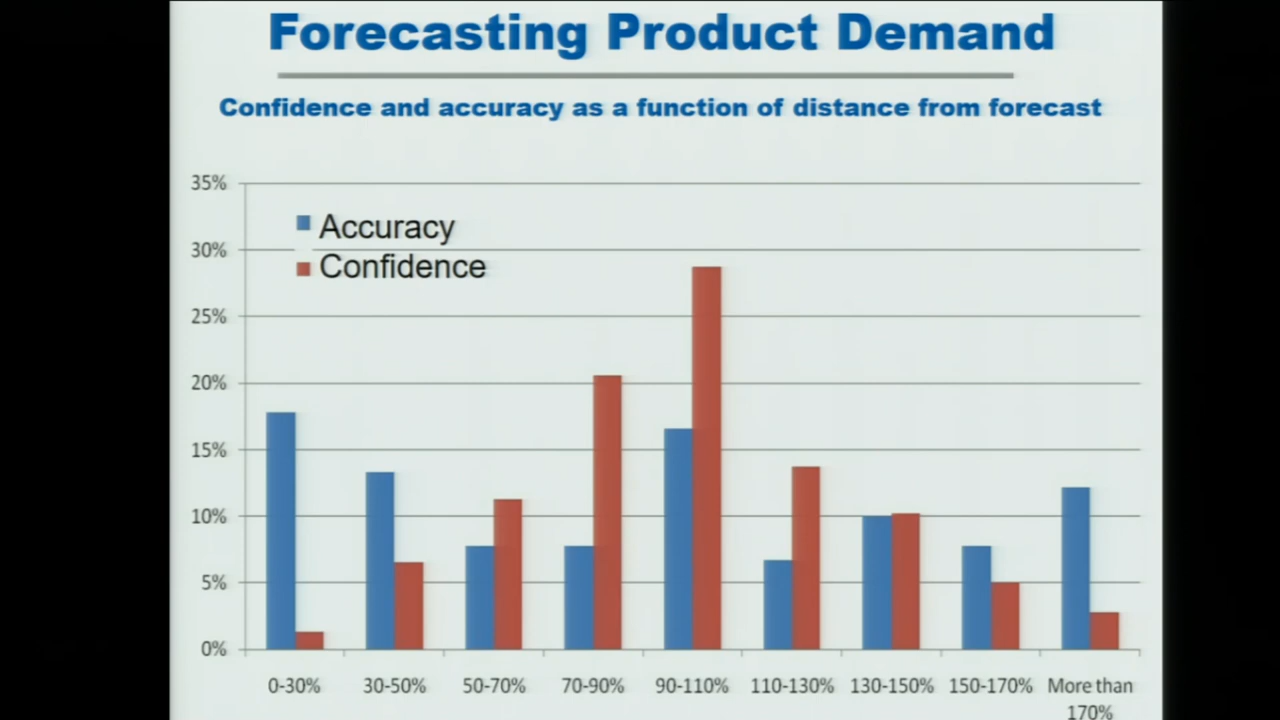 Forecasting Product Demand
Confidence and accuracy as a function of distance from forecast
35%
Accuracy
30%
Confidence
25%
20%
15%
10%
5%
0%
0-30% 30-50% 50-70% 70-90% 90-110% 110-130% 130-150% 150-170% More than
170%